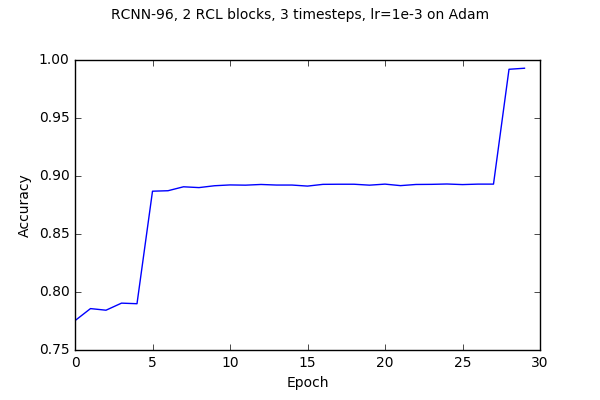 RCNN-96, 2 RCL blocks, 3 timesteps, lr=1e-3 on Adam
1.00
0.95
0.90
0.85
0.80
0.75
Accuracy
0 5 10 15 20 25 30
Epoch